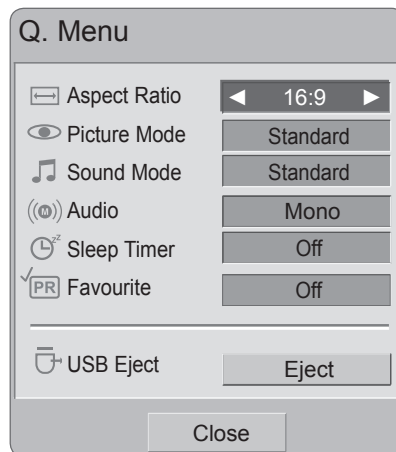 Q. Menu
Aspect Ratio ◀ 16:9 ▶
Picture Mode Standard
Sound Mode Standard
((M)) Audio Mono
zz Sleep Timer Off
PR Favourite Off
USB Eject Eject
Close